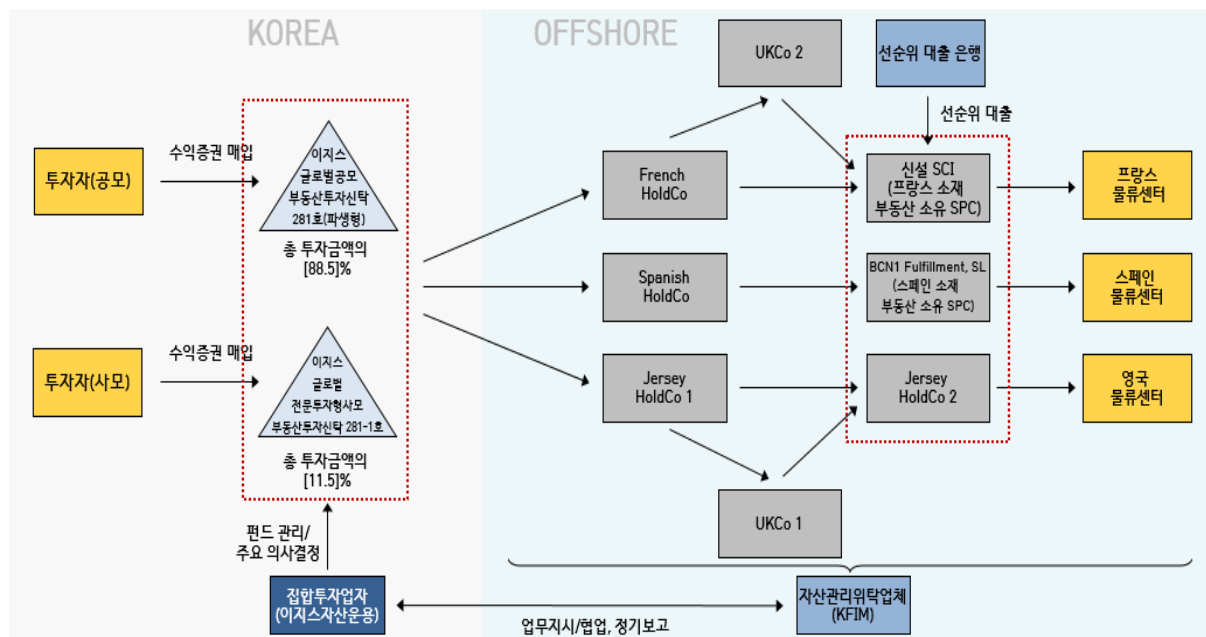 KOREA
OFFSHORE
UKCo 2
선순위 대출 은행
선순위 대출
투자자(공모)
수익증권 매입
이지스
글로벌공모
부동산투자신탁
281호(파생형)
총 투자금액의
[88.5]%
French
HoldCo
신설 SCI
(프랑스 소재
부동산 소유 SPC)
프랑스
물류센터
Spanish
HoldCo
BCN1 Fulfillment, SL
(스페인 소재
부동산 소유 SPC)
스페인
물류센터
투자자(사모)
수익증권 매입
이지스
글로벌
전문투자형사모
부동산투자신탁 281-1호
총 투자금액의
[11.5]%
Jersey
HoldCo 1
Jersey
HoldCo 2
영국
물류센터
UKCo 1
펀드 관리/
주요 의사결정
집합투자업자
(이지스자산운용)
업무지시/협업, 정기보고
자산관리위탁업체
(KFIM)